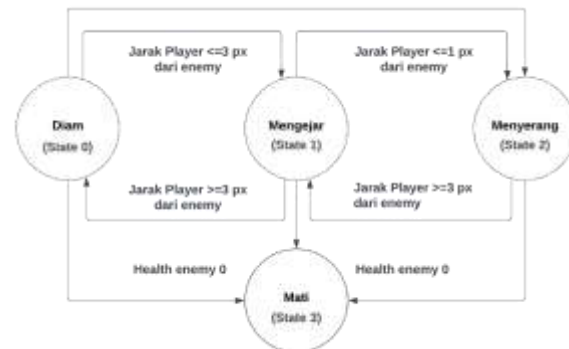 Jarak Player <=3 px
dari enemy
Jarak Player <=1 px
dari enemy
Diam
(State 0)
Mengejar
(State 1)
Menyerang
(State 2)
Jarak Player >=3 px
dari enemy
Jarak Player >=3 px
dari enemy
Health enemy 0
Health enemy 0
Mati
(State 3)